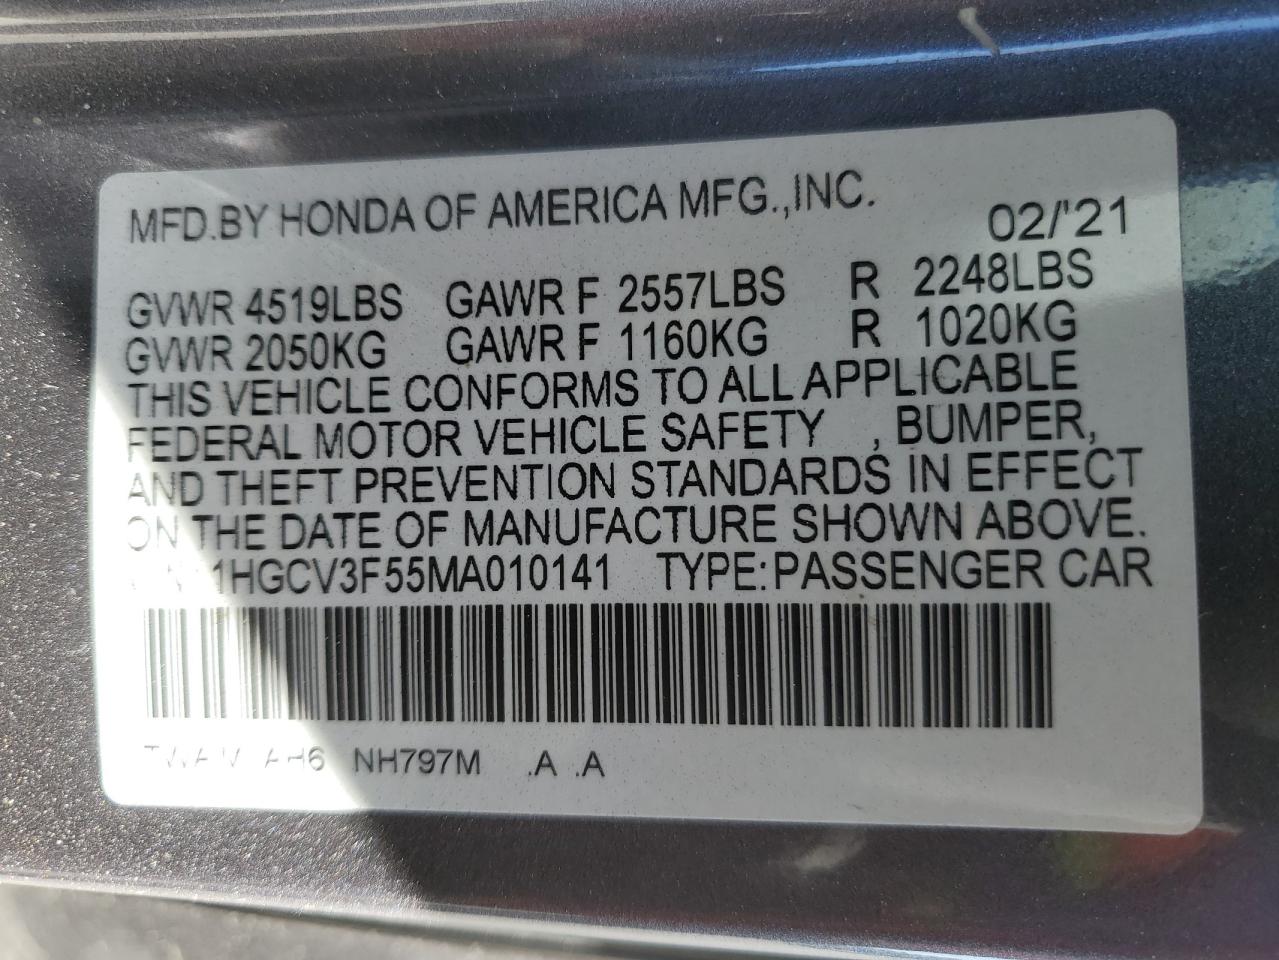 MFD.BY HONDA OF AMERICA MFG.,INC. 02/'21
GVWR 4519LBS GAWR F 2557LBS R 2248LBS
GVWR 2050KG GAWR F 1160KG R 1020KG
THIS VEHICLE CONFORMS TO ALL APPLICABLE
FEDERAL MOTOR VEHICLE SAFETY , BUMPER,
AND THEFT PREVENTION STANDARDS IN EFFECT
ON THE DATE OF MANUFACTURE SHOWN ABOVE.
1HGCV3F55MA010141 TYPE:PASSENGER CAR
NH797M .A .A